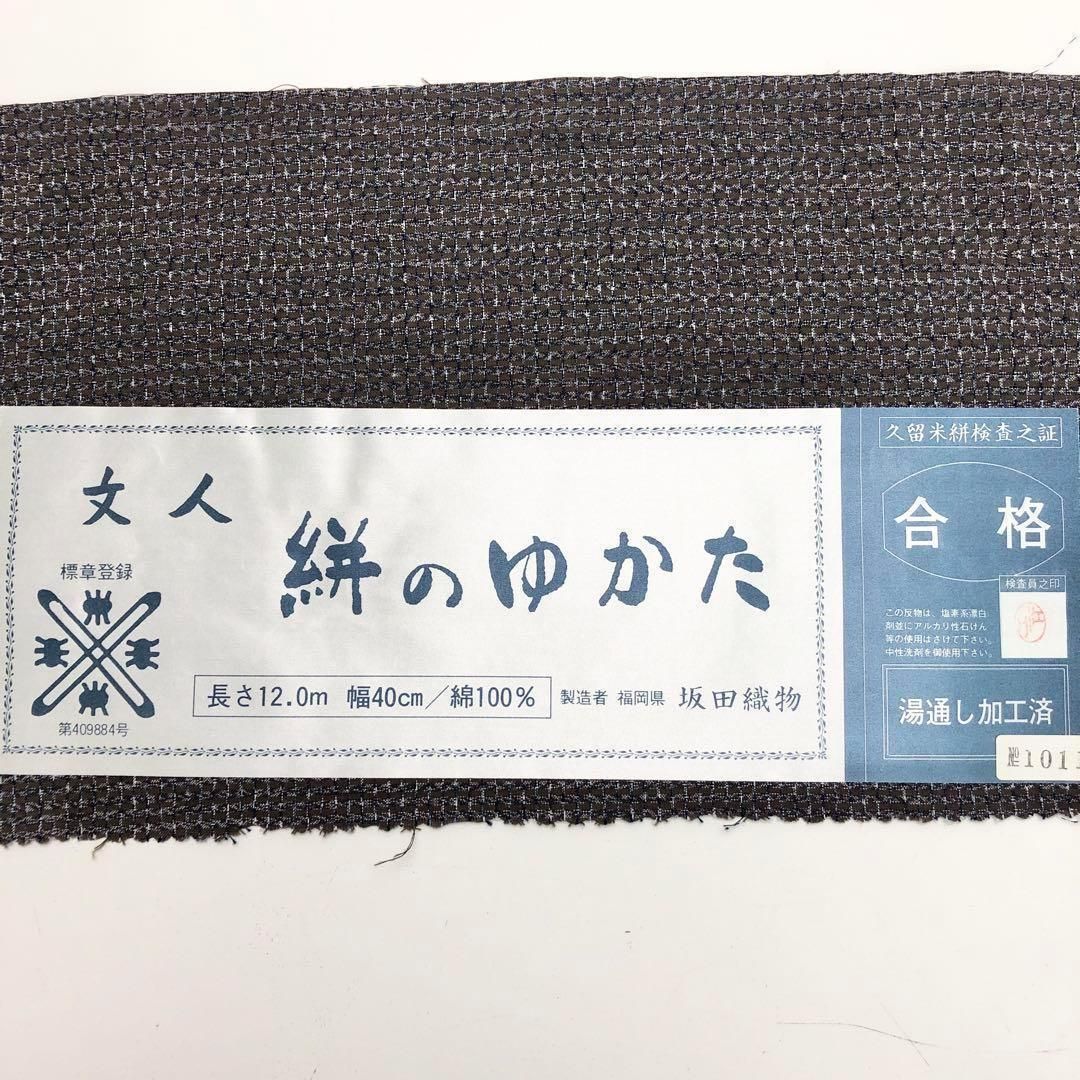 文人
絣のゆかた
標章登録
第409884号
長さ12.0m 幅40cm／綿100%
製造者 福岡県 坂田織物
久留米絣検査之証
合格
検査員之印
この反物は、塩素系漂白
剤並にアルカリ性石けん
等の使用はさけて下さい。
中性洗剤を御使用下さい。
湯通し加工済
№1011